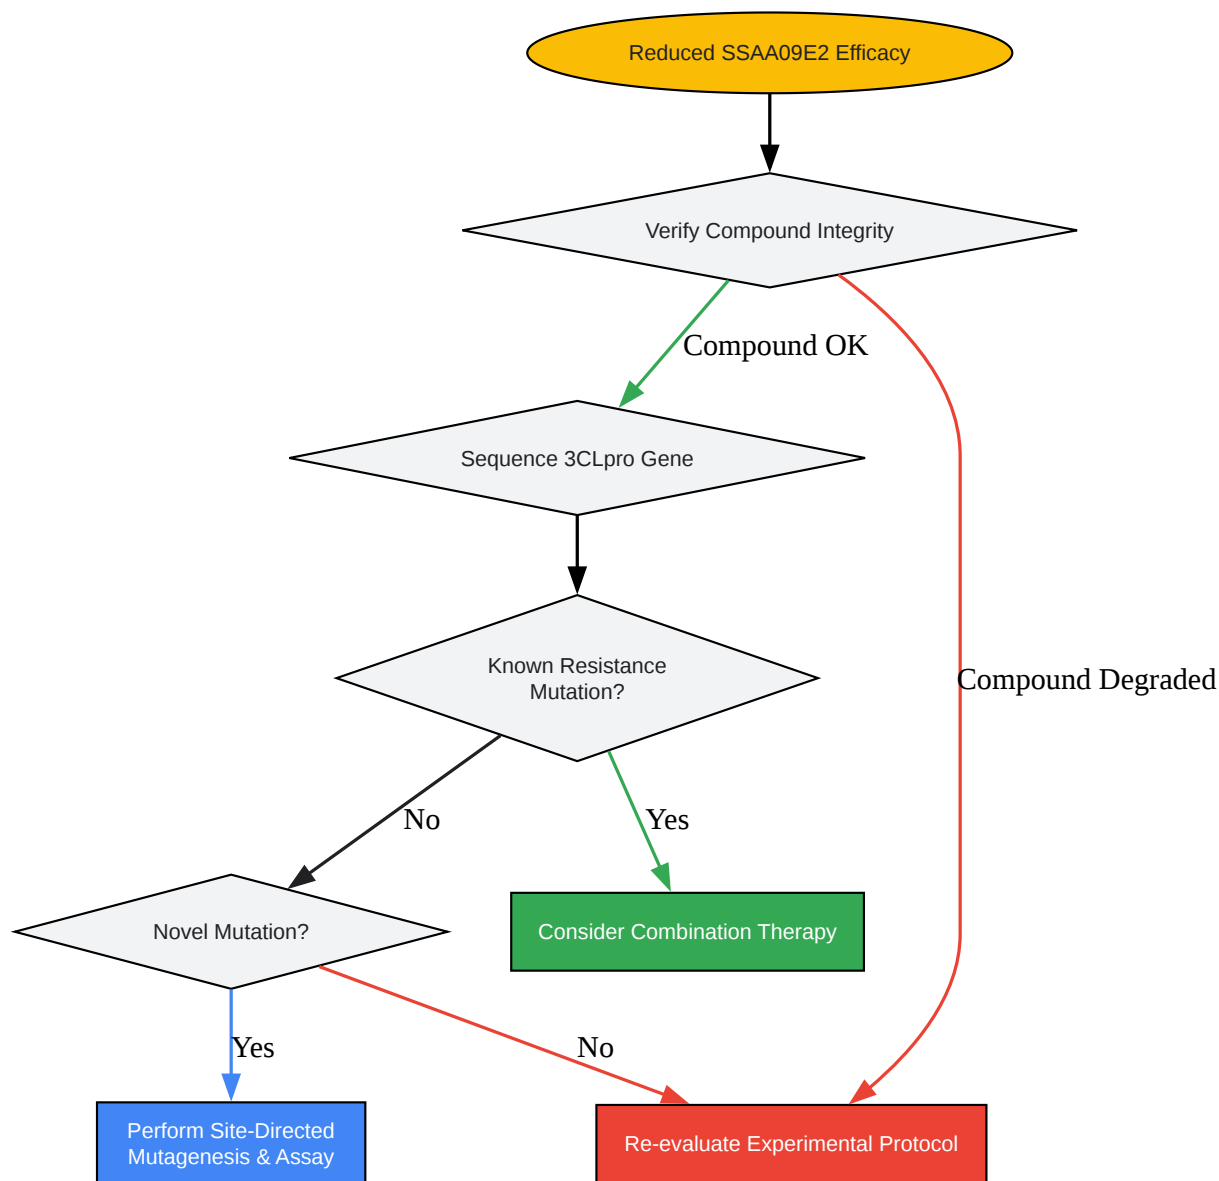 Reduced SSAA09E2 Efficacy
Verify Compound Integrity
Compound OK
Sequence 3CLpro Gene
Known Resistance
Mutation?
Compound Degraded
No
Yes
Novel Mutation?
Consider Combination Therapy
Yes
No
Perform Site-Directed
Mutagenesis & Assay
Re-evaluate Experimental Protocol